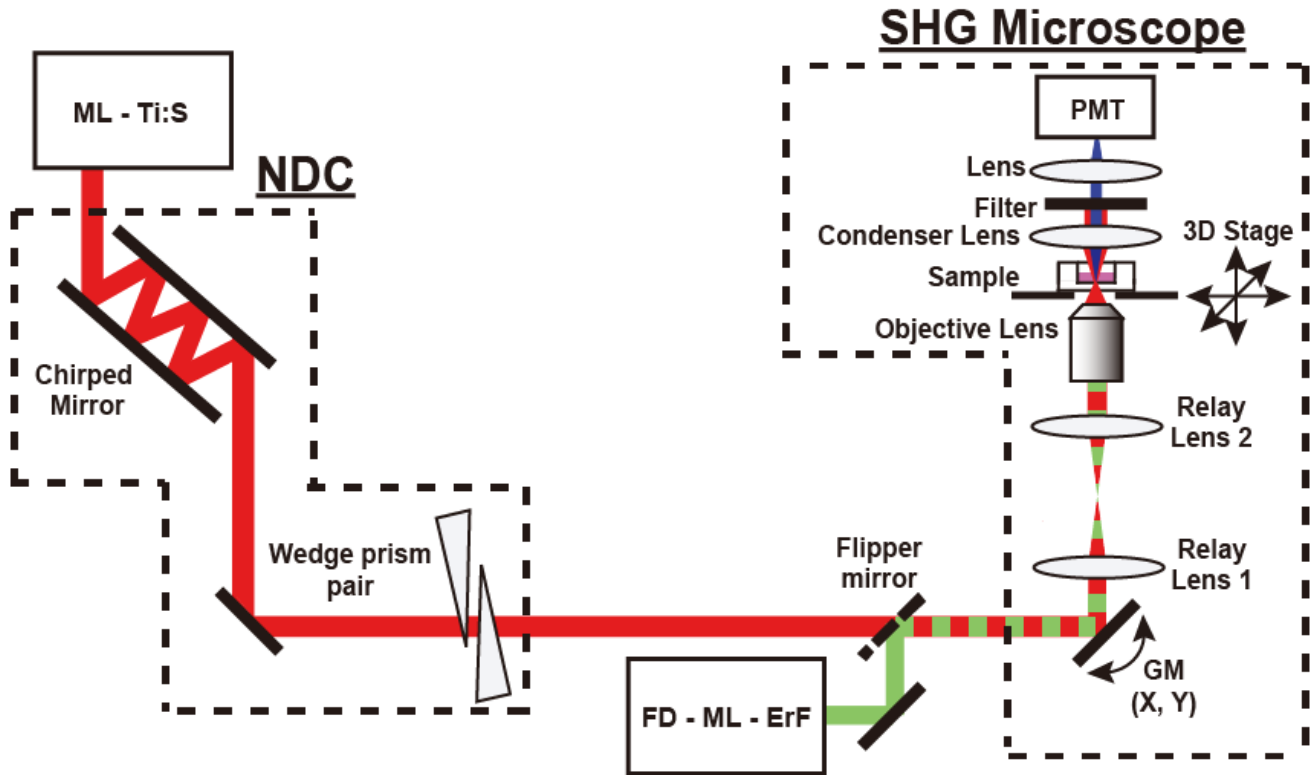 SHG Microscope
ML - Ti:S
PMT
NDC
Lens
Filter
Condenser Lens
3D Stage
Sample
Objective Lens
Chirped
Mirror
Relay
Lens 2
Wedge prism
pair
Flipper
mirror
Relay
Lens 1
GM
(X, Y)
FD - ML - ErF